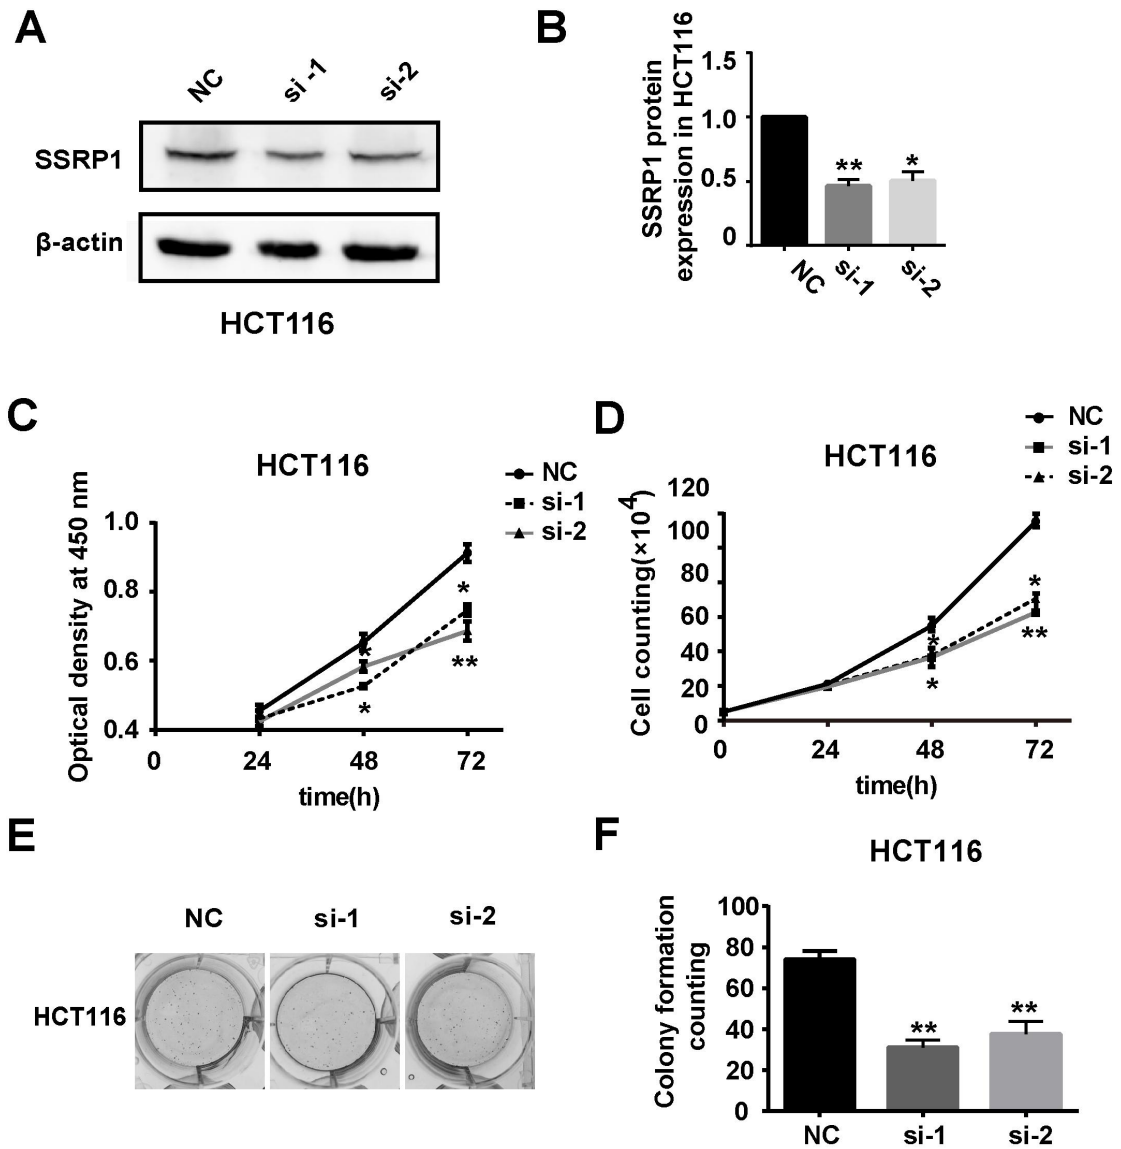 A
NC
si-1
si-2
SSRP1
β-actin
HCT116
B
SSRP1 protein
expression in HCT116
1.5
1.0
0.5
0
**
*
NC
si-1
si-2
C
HCT116
NC
si-1
si-2
Optical density at 450 nm
1.0
0.8
0.6
0.4
*
*
*
**
0
24
48
72
time(h)
D
HCT116
NC
si-1
si-2
Cell counting(×10⁴)
120
100
80
60
40
20
0
*
*
*
**
0
24
48
72
time(h)
E
NC
si-1
si-2
HCT116
F
HCT116
Colony formation
counting
100
80
60
40
20
0
**
**
NC
si-1
si-2